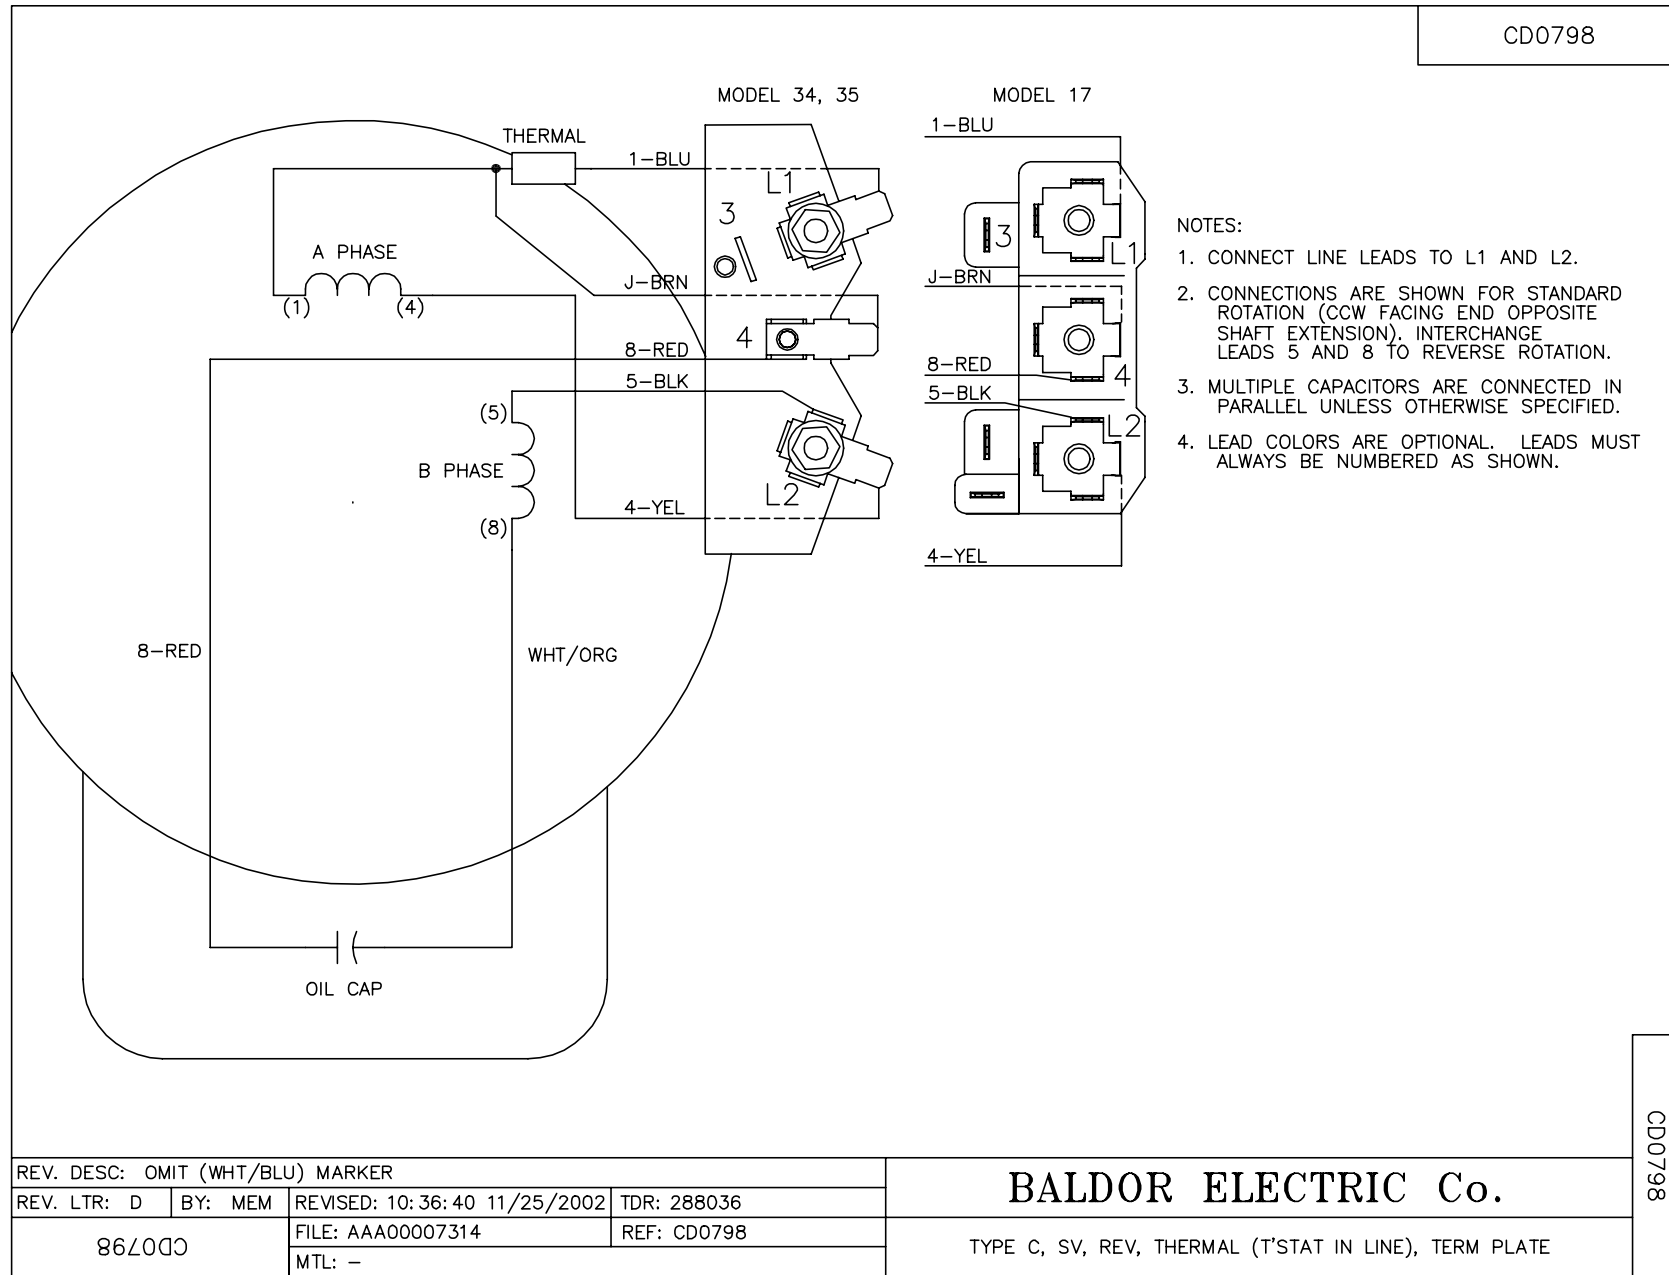 CD0798
MODEL 34, 35
MODEL 17
THERMAL
1-BLU
L1
3
A PHASE
(1)
(4)
J-BRN
4
8-RED
5-BLK
(5)
B PHASE
(8)
L2
4-YEL
8-RED
WHT/ORG
OIL CAP
1-BLU
3
L1
J-BRN
8-RED
4
5-BLK
L2
4-YEL
NOTES:
1. CONNECT LINE LEADS TO L1 AND L2.
2. CONNECTIONS ARE SHOWN FOR STANDARD
ROTATION (CCW FACING END OPPOSITE
SHAFT EXTENSION). INTERCHANGE
LEADS 5 AND 8 TO REVERSE ROTATION.
3. MULTIPLE CAPACITORS ARE CONNECTED IN
PARALLEL UNLESS OTHERWISE SPECIFIED.
4. LEAD COLORS ARE OPTIONAL. LEADS MUST
ALWAYS BE NUMBERED AS SHOWN.
CD0798
REV. DESC: OMIT (WHT/BLU) MARKER
REV. LTR: D
BY: MEM
REVISED: 10:36:40 11/25/2002
TDR: 288036
CD0798
FILE: AAA00007314
REF: CD0798
MTL: -
BALDOR ELECTRIC Co.
TYPE C, SV, REV, THERMAL (T'STAT IN LINE), TERM PLATE